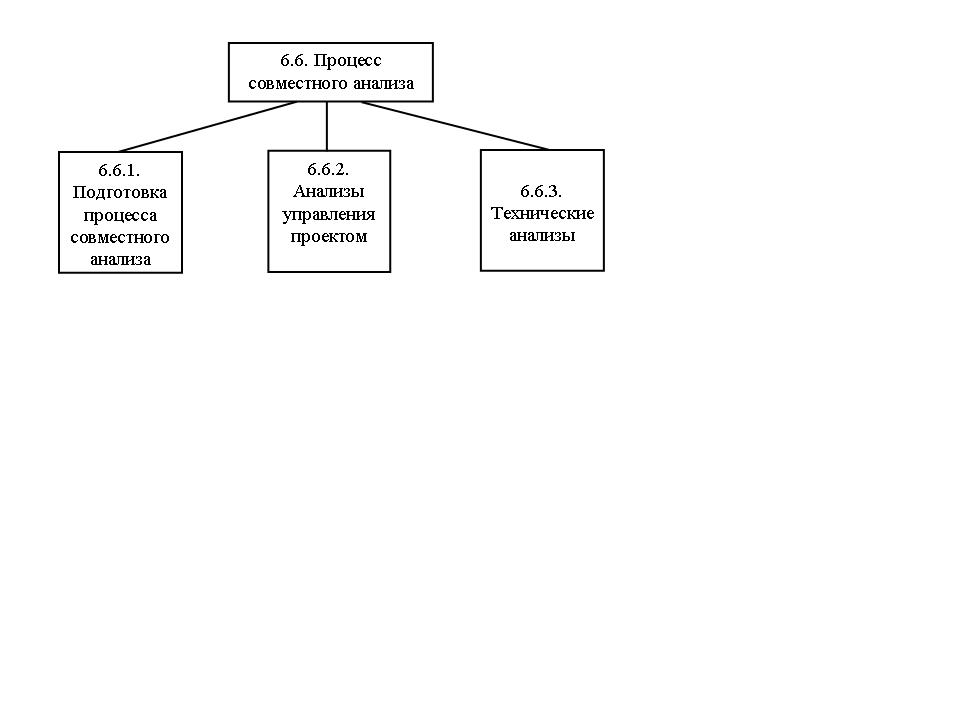 6.6. Процесс
совместного анализа
6.6.1.
Подготовка
процесса
совместного
анализа
6.6.2.
Анализы
управления
проектом
6.6.3.
Технические
анализы